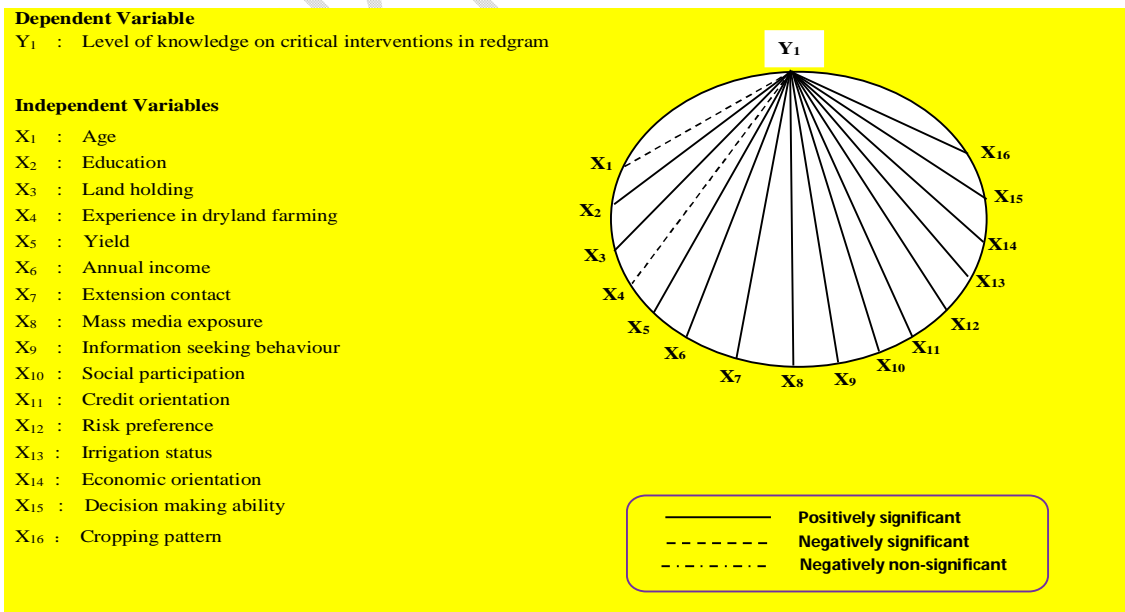 Dependent Variable
Y1 : Level of knowledge on critical interventions in redgram
Independent Variables
X1 : Age
X2 : Education
X3 : Land holding
X4 : Experience in dryland farming
X5 : Yield
X6 : Annual income
X7 : Extension contact
X8 : Mass media exposure
X9 : Information seeking behaviour
X10 : Social participation
X11 : Credit orientation
X12 : Risk preference
X13 : Irrigation status
X14 : Economic orientation
X15 : Decision making ability
X16 : Cropping pattern
Y1
X1
X2
X3
X4
X5
X6
X7
X8
X9
X10
X11
X12
X13
X14
X15
X16
Positively significant
Negatively significant
Negatively non-significant